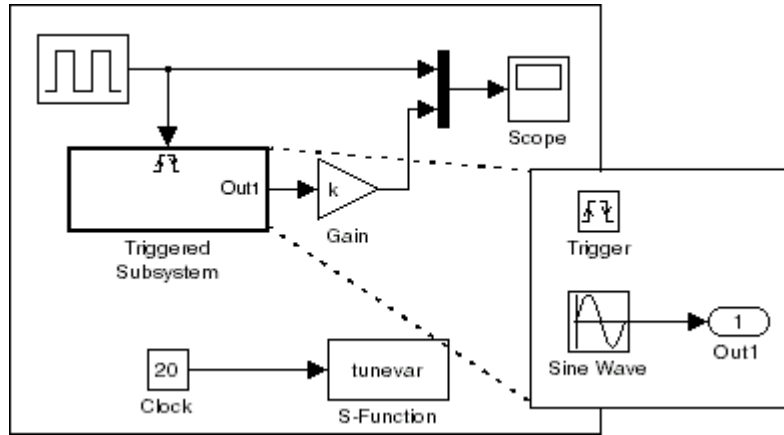 Scope
Out1
k
Gain
Triggered
Subsystem
Trigger
1
Out1
Sine Wave
20
Clock
tunevar
S-Function